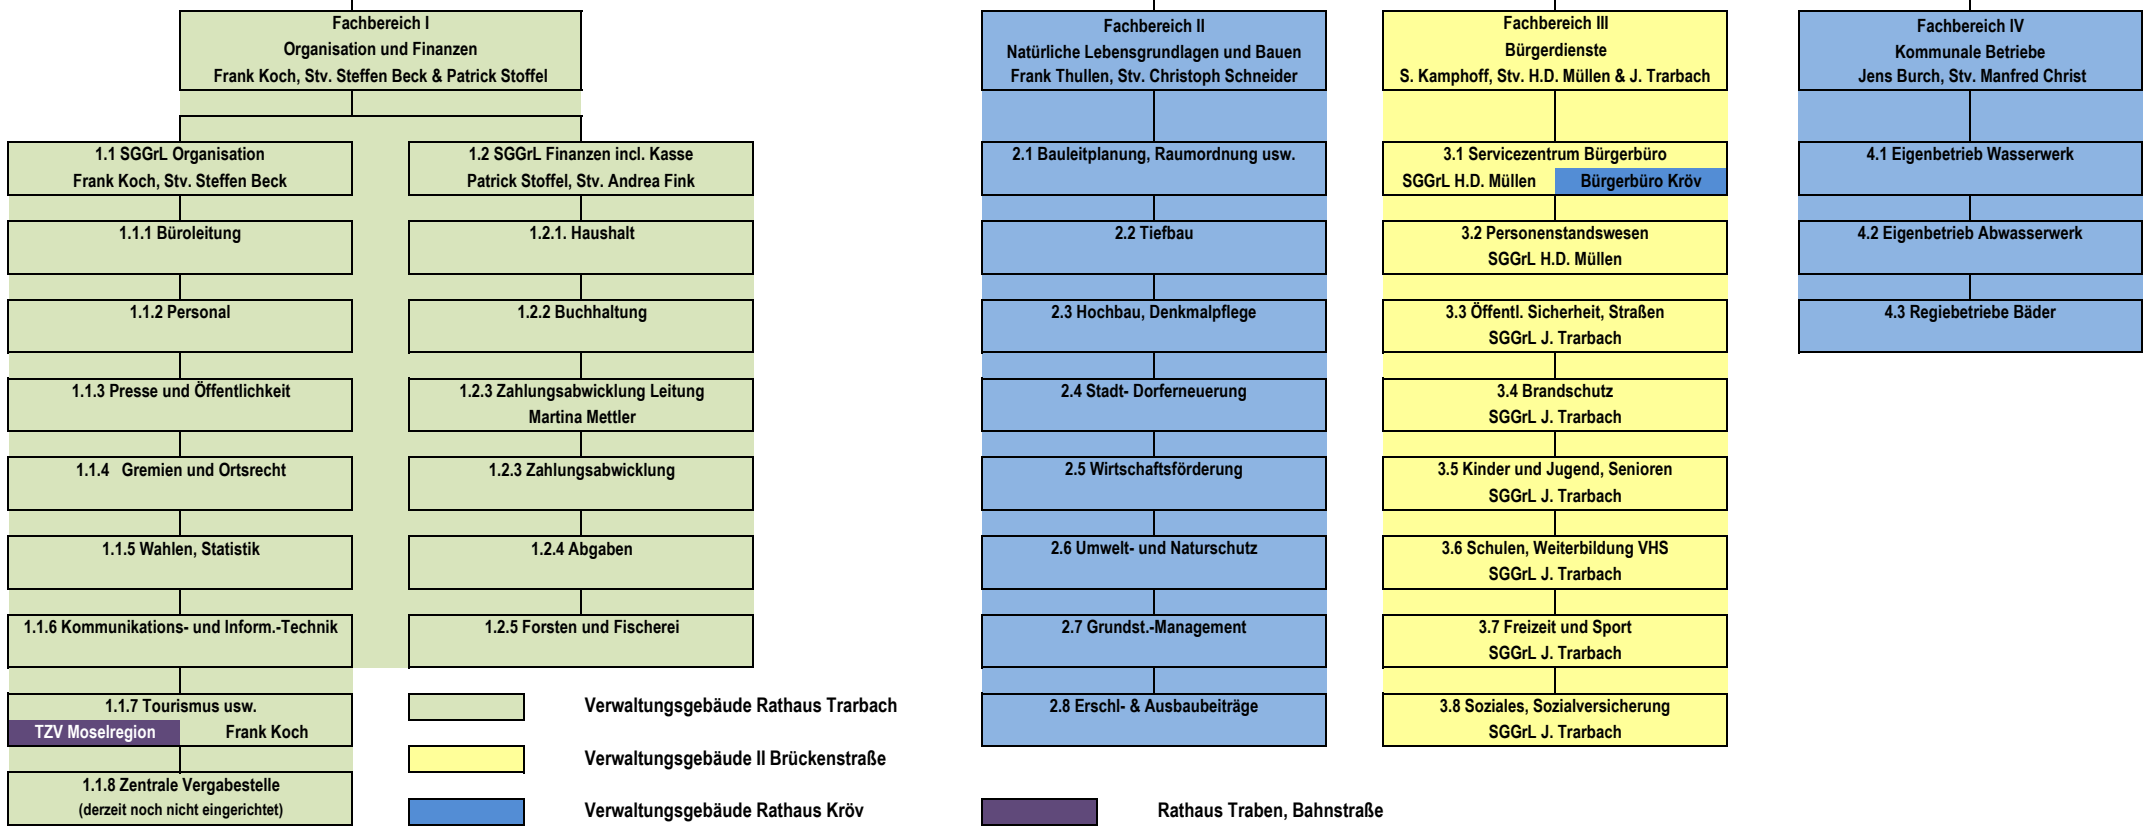 Fachbereich I
Organisation und Finanzen
Frank Koch, Stv. Steffen Beck & Patrick Stoffel
1.1 SGGrL Organisation
Frank Koch, Stv. Steffen Beck
1.1.1 Büroleitung
1.1.2 Personal
1.1.3 Presse und Öffentlichkeit
1.1.4 Gremien und Ortsrecht
1.1.5 Wahlen, Statistik
1.1.6 Kommunikations- und Inform.-Technik
1.1.7 Tourismus usw.
TZV Moselregion Frank Koch
1.1.8 Zentrale Vergabestelle
(derzeit noch nicht eingerichtet)
1.2 SGGrL Finanzen incl. Kasse
Patrick Stoffel, Stv. Andrea Fink
1.2.1. Haushalt
1.2.2 Buchhaltung
1.2.3 Zahlungsabwicklung Leitung
Martina Mettler
1.2.3 Zahlungsabwicklung
1.2.4 Abgaben
1.2.5 Forsten und Fischerei
Fachbereich II
Natürliche Lebensgrundlagen und Bauen
Frank Thullen, Stv. Christoph Schneider
2.1 Bauleitplanung, Raumordnung usw.
2.2 Tiefbau
2.3 Hochbau, Denkmalpflege
2.4 Stadt- Dorferneuerung
2.5 Wirtschaftsförderung
2.6 Umwelt- und Naturschutz
2.7 Grundst.-Management
2.8 Erschl- & Ausbaubeiträge
Fachbereich III
Bürgerdienste
S. Kamphoff, Stv. H.D. Müllen & J. Trarbach
3.1 Servicezentrum Bürgerbüro
SGGrL H.D. Müllen Bürgerbüro Kröv
3.2 Personenstandswesen
SGGrL H.D. Müllen
3.3 Öffentl. Sicherheit, Straßen
SGGrL J. Trarbach
3.4 Brandschutz
SGGrL J. Trarbach
3.5 Kinder und Jugend, Senioren
SGGrL J. Trarbach
3.6 Schulen, Weiterbildung VHS
SGGrL J. Trarbach
3.7 Freizeit und Sport
SGGrL J. Trarbach
3.8 Soziales, Sozialversicherung
SGGrL J. Trarbach
Fachbereich IV
Kommunale Betriebe
Jens Burch, Stv. Manfred Christ
4.1 Eigenbetrieb Wasserwerk
4.2 Eigenbetrieb Abwasserwerk
4.3 Regiebetriebe Bäder
Verwaltungsgebäude Rathaus Trarbach
Verwaltungsgebäude II Brückenstraße
Verwaltungsgebäude Rathaus Kröv
Rathaus Traben, Bahnstraße